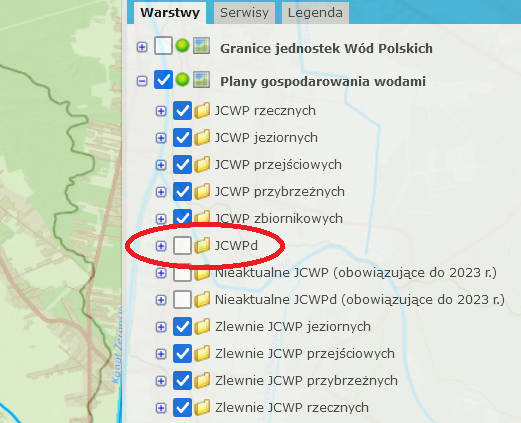 Warstwy Serwisy Legenda
Granice jednostek Wód Polskich
Plany gospodarowania wodami
JCWP rzecznych
JCWP jeziornych
JCWP przejściowych
JCWP przybrzeżnych
JCWP zbiornikowych
JCWPd
Nieaktualne JCWP (obowiązujące do 2023 r.)
Nieaktualne JCWPd (obowiązujące do 2023 r.)
Zlewnie JCWP jeziornych
Zlewnie JCWP przejściowych
Zlewnie JCWP przybrzeżnych
Zlewnie JCWP rzecznych
Kanał